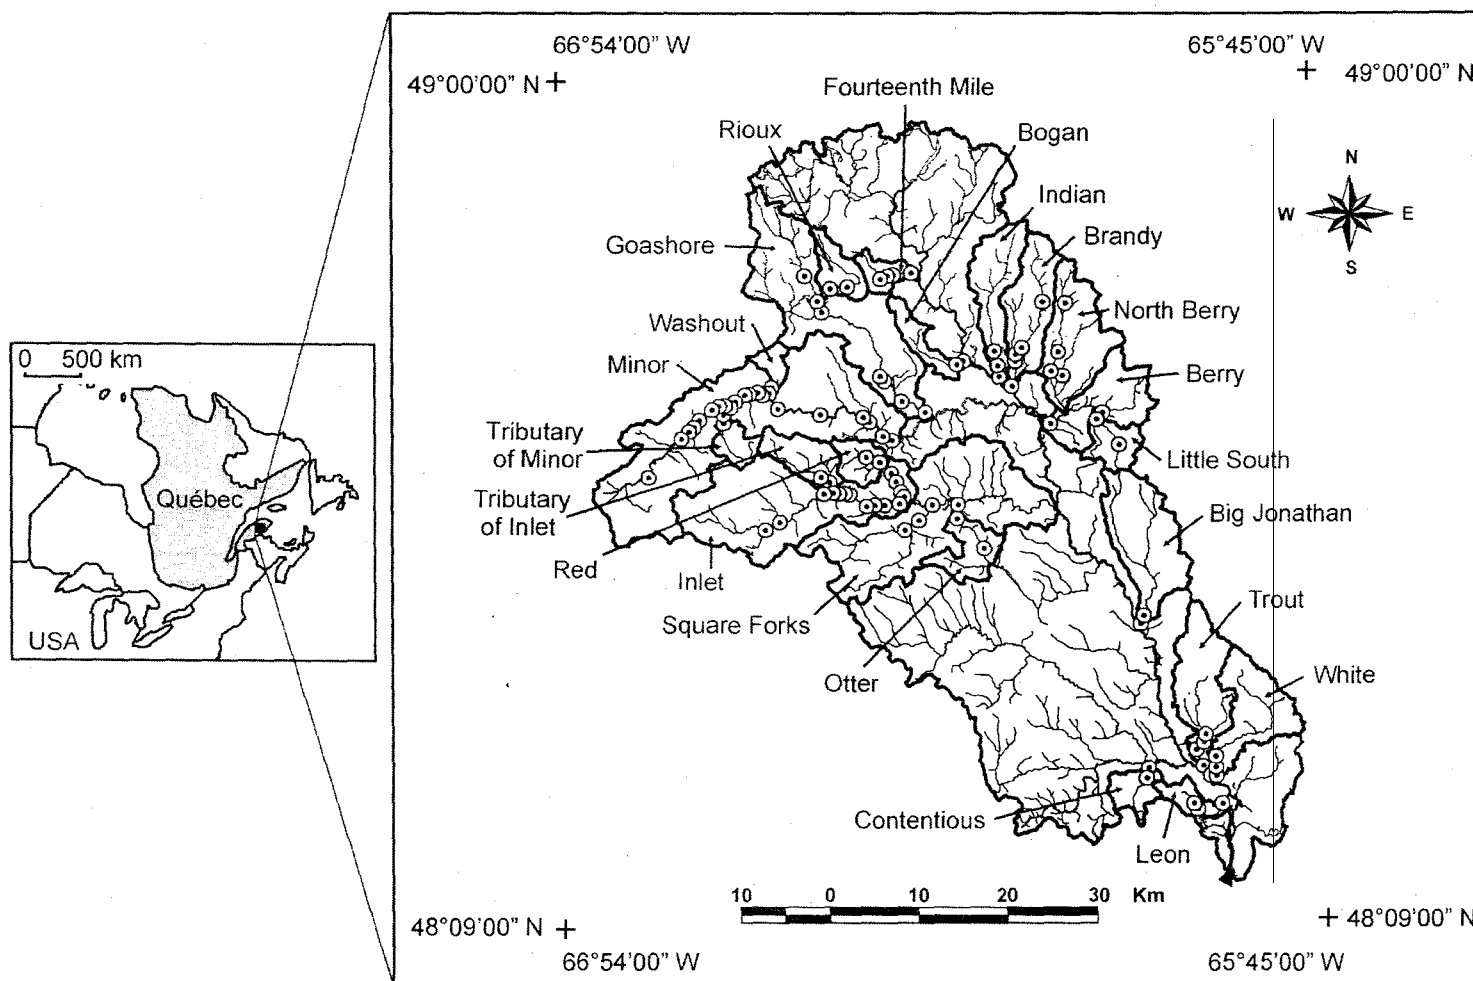 66°54'00" W
65°45'00" W
49°00'00" N
49°00'00" N
Fourteenth Mile
Rioux
Bogan
N
Indian
W
E
Brandy
Goashore
S
North Berry
Washout
0 500 km
Minor
Berry
Tributary
of Minor
Little South
Québec
Tributary
of Inlet
Big Jonathan
Red
Inlet
Trout
Square Forks
USA
White
Otter
Contentious
Leon
10 0 10 20 30 Km
48°09'00" N
48°09'00" N
66°54'00" W
65°45'00" W